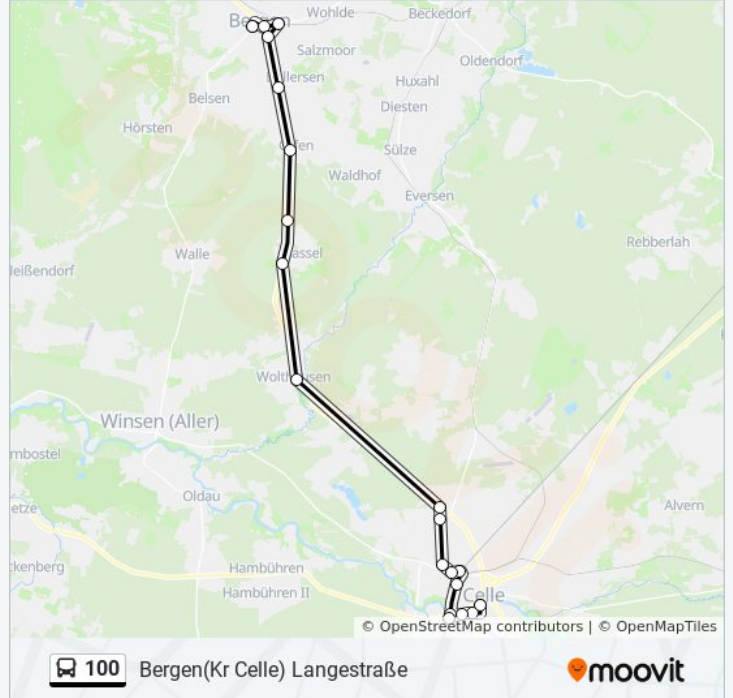 Wohlde
Beckedorf
Salzmoor
Oldendorf
Huxahl
Belsen
Diesten
Hörsten
Sülze
Waldhof
Eversen
Rebberlah
Walle
Winsen (Aller)
Oldau
Alvern
Hambühren
Hambühren II
Celle
© OpenStreetMap contributors | © OpenMapTiles
100 Bergen(Kr Celle) Langestraße
moovit